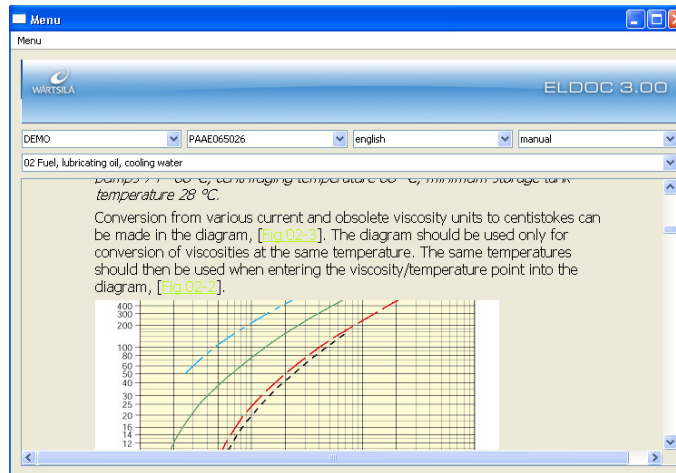 Menu
Menu
WÄRTSILÄ
ELDOC 3.00
DEMO
PAAE065026
english
manual
02 Fuel, lubricating oil, cooling water
temperature 28 ºC.
Conversion from various current and obsolete viscosity units to centistokes can
be made in the diagram, [Fig 02-3]. The diagram should be used only for
conversion of viscosities at the same temperature. The same temperatures
should then be used when entering the viscosity/temperature point into the
diagram, [Fig 02-2].
400
300
200
100
80
60
50
40
30
25
20
16
14
12